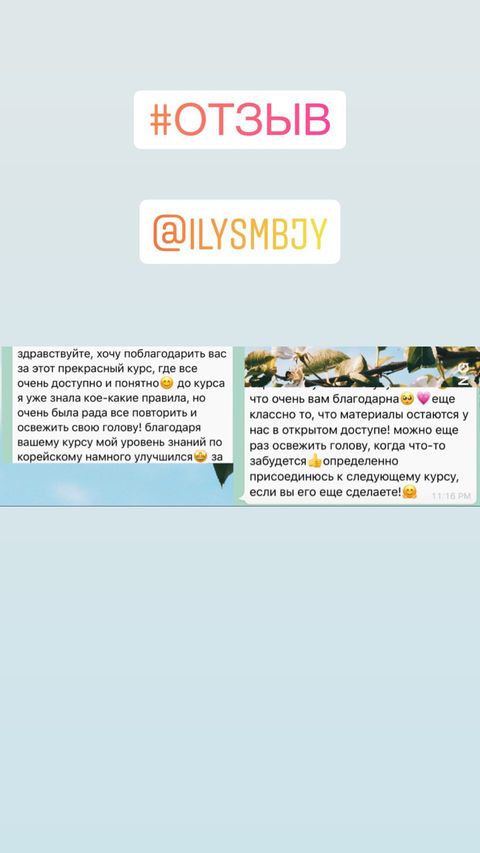 #ОТЗЫВ
@ILYSMBJY
здравствуйте, хочу поблагодарить вас
за этот прекрасный курс, где все
очень доступно и понятно😊 до курса
я уже знала кое-какие правила, но
очень была рада все повторить и
освежить свою голову! благодаря
вашему курсу мой уровень знаний по
корейскому намного улучшился🤩 за
что очень вам благодарна🥺💗еще
классно то, что материалы остаются у
нас в открытом доступе! можно еще
раз освежить голову, когда что-то
забудется👍определенно
присоединюсь к следующему курсу,
если вы его еще сделаете!🤗
11:16 PM